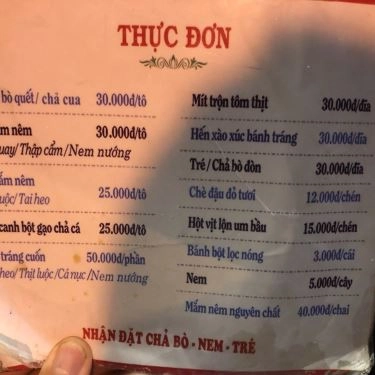 THỰC ĐƠN
bò quết/ chả cua 30.000đ/tô
nêm 30.000đ/tô
quay/Thập cẩm/Nem nướng
nêm
luộc/ Tai heo 25.000đ/tô
canh bột gạo chả cá 25.000đ/tô
tráng cuốn 50.000đ/phần
heo/Thịt luộc/Cá nục/Nem nướng
Mít trộn tôm thịt 30.000đ/dĩa
Hến xào xúc bánh tráng 30.000đ/dĩa
Tré / Chả bò đòn 30.000đ/dĩa
Chè đậu đỏ tươi 12.000đ/chén
Hột vịt lộn um bầu 15.000đ/chén
Bánh bột lọc nóng 3.000đ/cái
Nem 5.000đ/cây
Mắm nêm nguyên chất 40.000đ/chai
NHẬN ĐẶT CHẢ BÒ - NEM - TRÉ